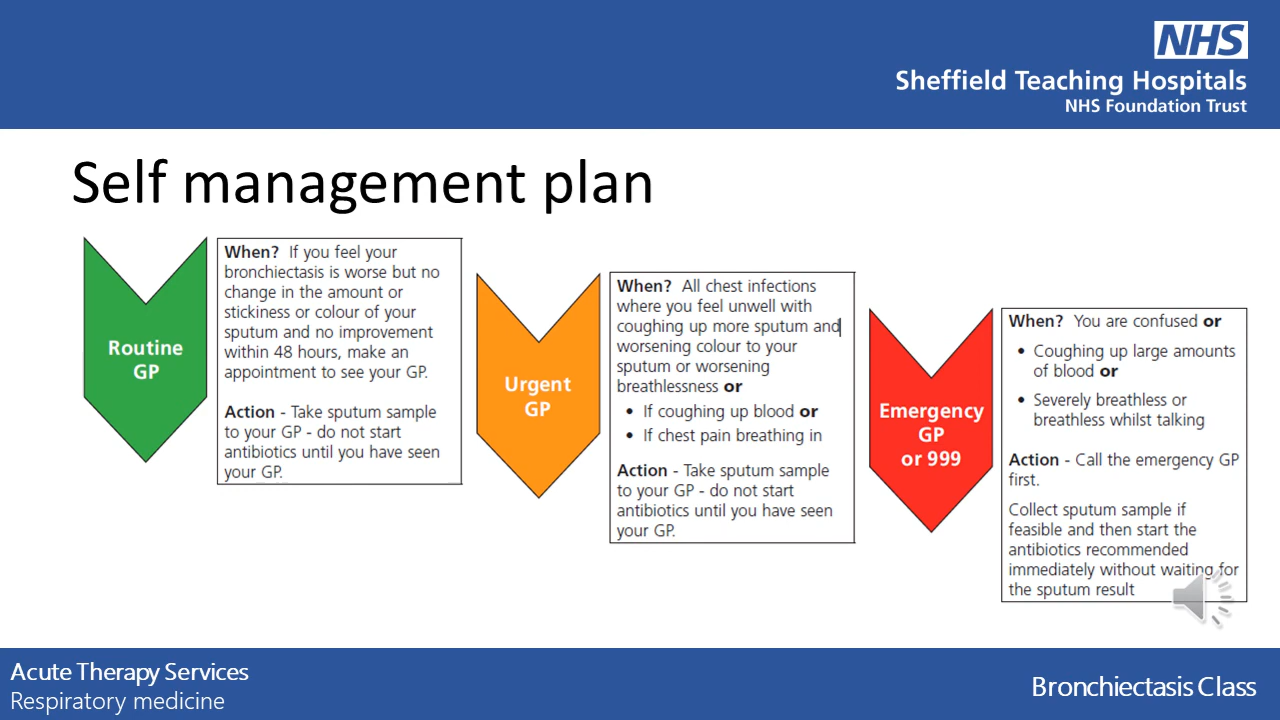 NHS
Sheffield Teaching Hospitals
NHS Foundation Trust
Self management plan
Routine
GP
When? If you feel your
bronchiectasis is worse but no
change in the amount or
stickiness or colour of your
sputum and no improvement
within 48 hours, make an
appointment to see your GP.
Action - Take sputum sample
to your GP - do not start
antibiotics until you have seen
your GP.
Urgent
GP
When? All chest infections
where you feel unwell with
coughing up more sputum and
worsening colour to your
sputum or worsening
breathlessness or
• If coughing up blood or
• If chest pain breathing in
Action - Take sputum sample
to your GP - do not start
antibiotics until you have seen
your GP.
Emergency
GP
or 999
When? You are confused or
• Coughing up large amounts
of blood or
• Severely breathless or
breathless whilst talking
Action - Call the emergency GP
first.
Collect sputum sample if
feasible and then start the
antibiotics recommended
immediately without waiting for
the sputum result
Acute Therapy Services
Respiratory medicine
Bronchiectasis Class